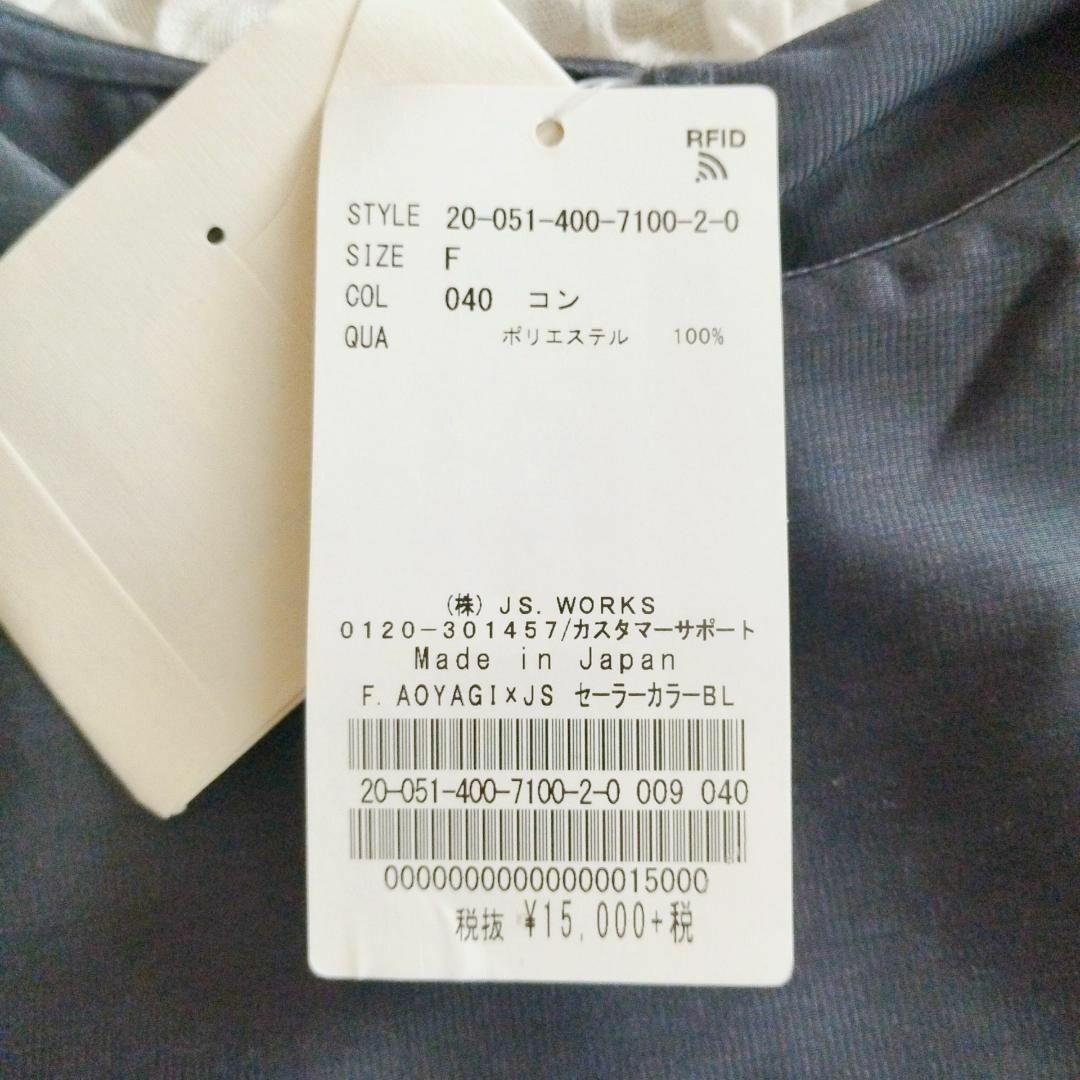 RFID
STYLE 20-051-400-7100-2-0
SIZE F
COL 040 コン
QUA ポリエステル 100%
(株) JS. WORKS
0120-301457/カスタマーサポート
Made in Japan
F. AOYAGI×JS セーラーカラーBL
20-051-400-7100-2-0 009 040
00000000000000015000
税抜 ¥15,000+税